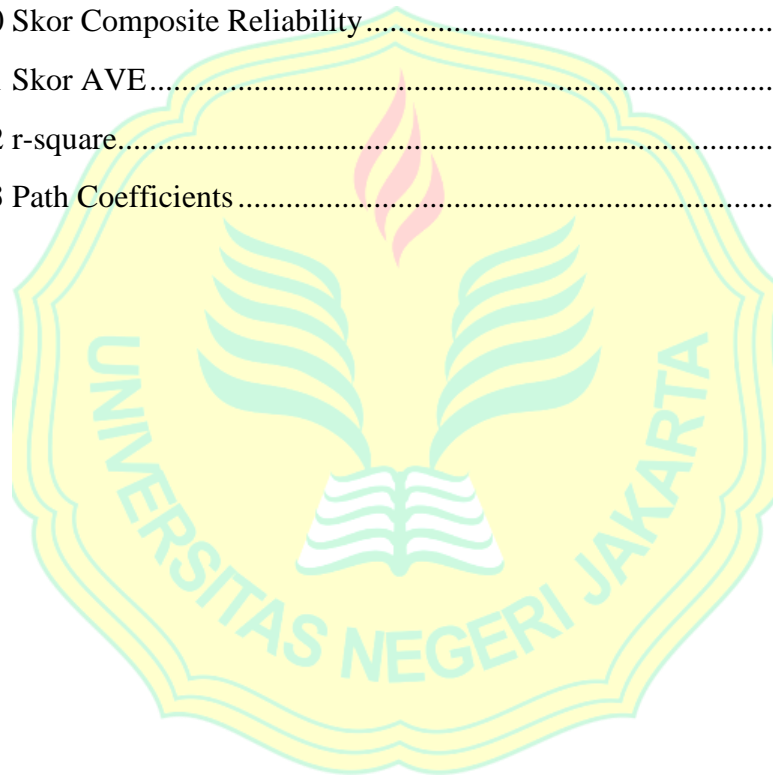 0 Skor Composite Reliability........................................................
1 Skor AVE......................................................................................
2 r-square..........................................................................................
3 Path Coefficients.........................................................................
UNIVERSITAS NEGERI JAKARTA